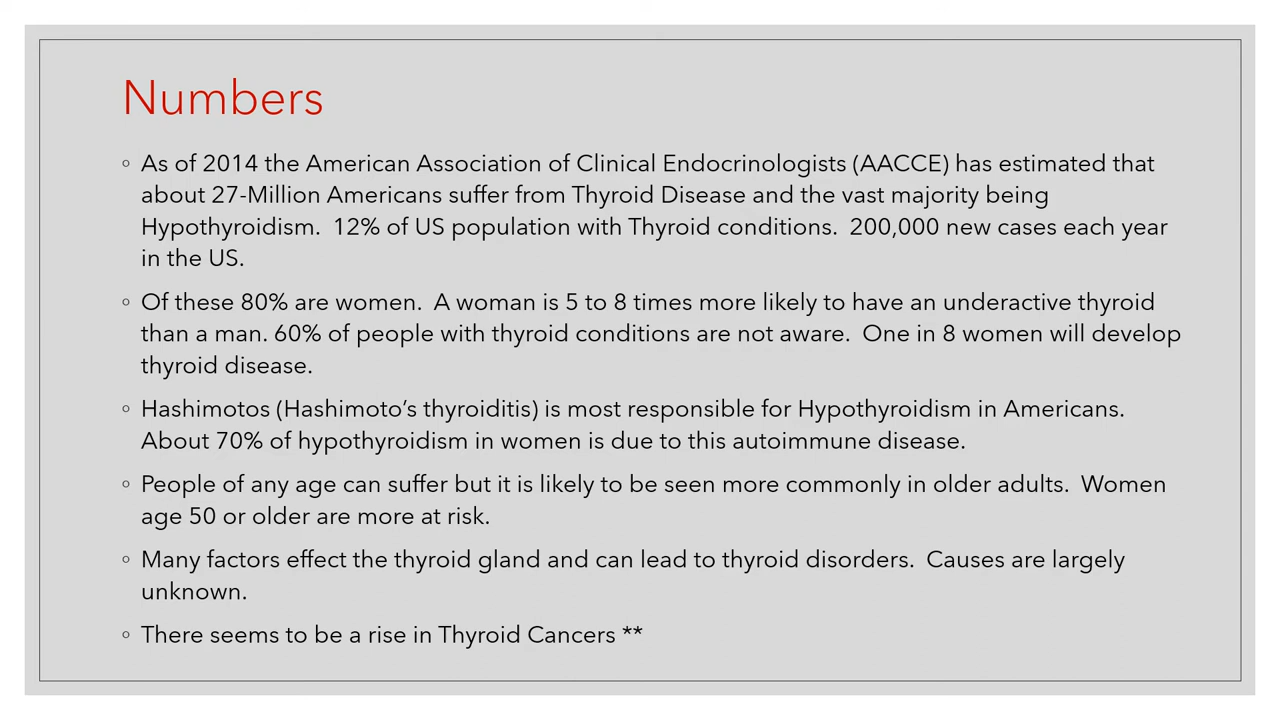 Numbers
◦ As of 2014 the American Association of Clinical Endocrinologists (AACCE) has estimated that
about 27-Million Americans suffer from Thyroid Disease and the vast majority being
Hypothyroidism.  12% of US population with Thyroid conditions.  200,000 new cases each year
in the US.
◦ Of these 80% are women.  A woman is 5 to 8 times more likely to have an underactive thyroid
than a man. 60% of people with thyroid conditions are not aware.  One in 8 women will develop
thyroid disease.
◦ Hashimotos (Hashimoto’s thyroiditis) is most responsible for Hypothyroidism in Americans.
About 70% of hypothyroidism in women is due to this autoimmune disease.
◦ People of any age can suffer but it is likely to be seen more commonly in older adults.  Women
age 50 or older are more at risk.
◦ Many factors effect the thyroid gland and can lead to thyroid disorders.  Causes are largely
unknown.
◦ There seems to be a rise in Thyroid Cancers **